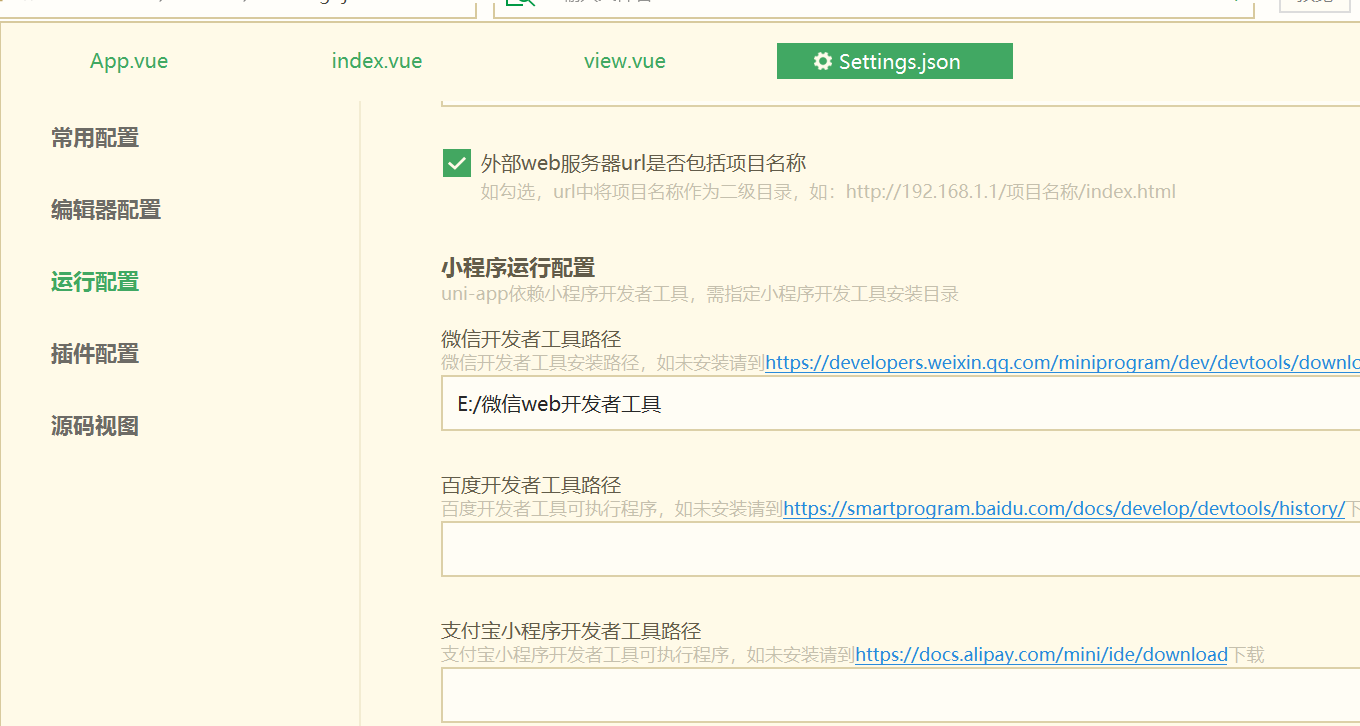 App.vue
index.vue
view.vue
Settings.json
常用配置
编辑器配置
运行配置
插件配置
源码视图
外部web服务器url是否包括项目名称
如勾选，url中将项目名称作为二级目录，如：http://192.168.1.1/项目名称/index.html
小程序运行配置
uni-app依赖小程序开发者工具，需指定小程序开发工具安装目录
微信开发者工具路径
微信开发者工具安装路径，如未安装请到https://developers.weixin.qq.com/miniprogram/dev/devtools/downlo
E:/微信web开发者工具
百度开发者工具路径
百度开发者工具可执行程序，如未安装请到https://smartprogram.baidu.com/docs/develop/devtools/history/下
支付宝小程序开发者工具路径
支付宝小程序开发者工具可执行程序，如未安装请到https://docs.alipay.com/mini/ide/download下载